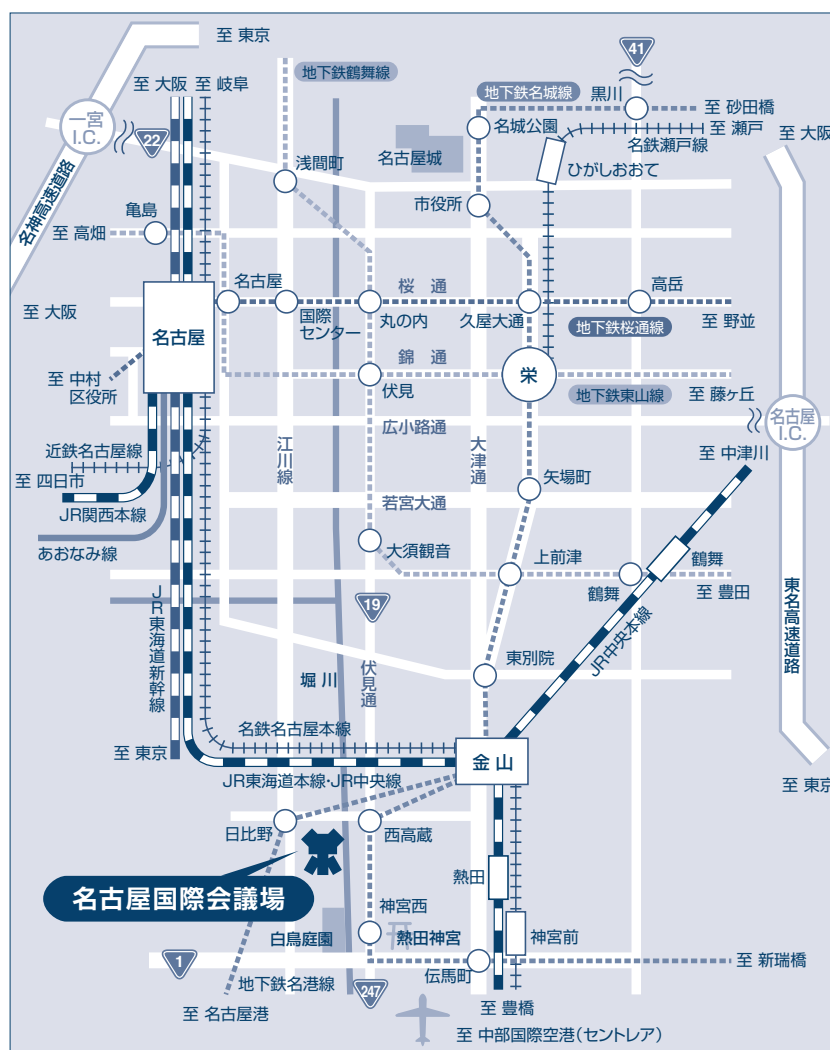 至 東京
地下鉄鶴舞線
41
至 大阪
至 岐阜
地下鉄名城線
黒川
至 砂田橋
一宮
I.C.
22
名城公園
名鉄瀬戸線
至 瀬戸
至 大阪
名古屋城
ひがしおおて
浅間町
名神高速道路
亀島
市役所
至 高畑
名古屋
桜 通
高岳
至 大阪
名古屋
国際
センター
丸の内
久屋大通
地下鉄桜通線
至 野並
錦 通
栄
至 中村
区役所
伏見
地下鉄東山線
至 藤ヶ丘
名古屋
I.C.
広小路通
近鉄名古屋線
江川線
大津通
至 中津川
至 四日市
矢場町
JR関西本線
若宮大通
あおなみ線
大須観音
上前津
鶴舞
鶴舞
至 豊田
JR東海道新幹線
19
JR中央本線
東名高速道路
東別院
堀川
伏見通
名鉄名古屋本線
至 東京
金山
JR東海道本線・JR中央線
至 東京
日比野
西高蔵
熱田
名古屋国際会議場
神宮西
白鳥庭園
熱田神宮
神宮前
1
地下鉄名港線
伝馬町
至 新瑞橋
247
至 名古屋港
至 豊橋
至 中部国際空港（セントレア）